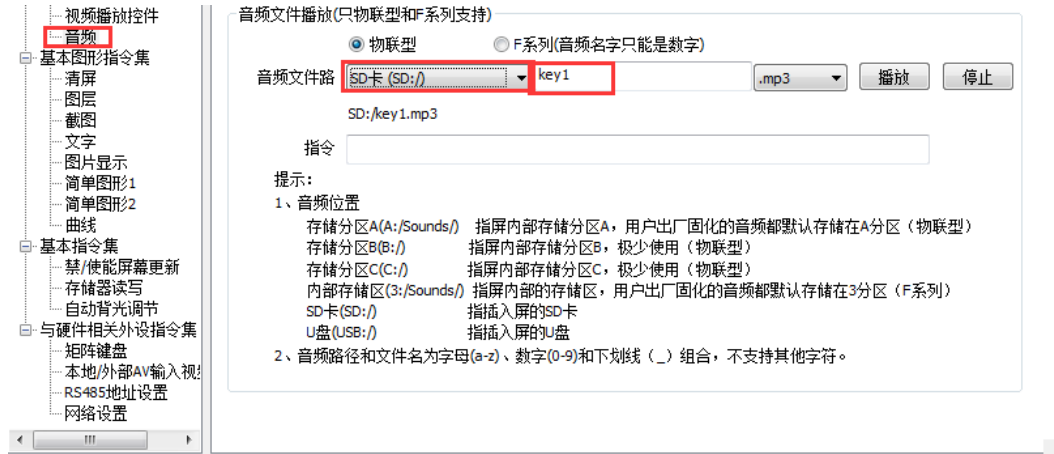 视频播放控件
音频
基本图形指令集
清屏
图层
截图
文字
图片显示
简单图形1
简单图形2
曲线
基本指令集
禁/使能屏幕更新
存储器读写
自动背光调节
与硬件相关外设指令集
矩阵键盘
本地/外部AV输入视
RS485地址设置
网络设置
音频文件播放(只物联型和F系列支持)
物联型 F系列(音频名字只能是数字)
音频文件路 SD卡 (SD:/) key1 .mp3 播放 停止
SD:/key1.mp3
指令
提示:
1、音频位置
存储分区A(A:/Sounds/) 指屏内部存储分区A，用户出厂固化的音频都默认存储在A分区（物联型）
存储分区B(B:/) 指屏内部存储分区B，极少使用（物联型）
存储分区C(C:/) 指屏内部存储分区C，极少使用（物联型）
内部存储区(3:/Sounds/) 指屏内部的存储区，用户出厂固化的音频都默认存储在3分区（F系列）
SD卡(SD:/) 指插入屏的SD卡
U盘(USB:/) 指插入屏的U盘
2、音频路径和文件名为字母(a-z)、数字(0-9)和下划线（_）组合，不支持其他字符。